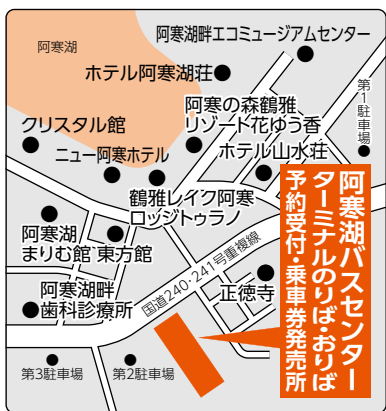 阿寒湖畔エコミュージアムセンター
阿寒湖
ホテル阿寒湖荘
第1駐車場
阿寒の森鶴雅
リゾート花ゆう香
クリスタル館
ニュー阿寒ホテル
ホテル山水荘
鶴雅レイク阿寒
ロッジトゥラノ
阿寒湖
まりむ館
東方館
国道240・241号重複線
正徳寺
阿寒湖畔
歯科診療所
第3駐車場
第2駐車場
阿寒湖バスセンター
ターミナルのりば・おりば
予約受付・乗車券発売所